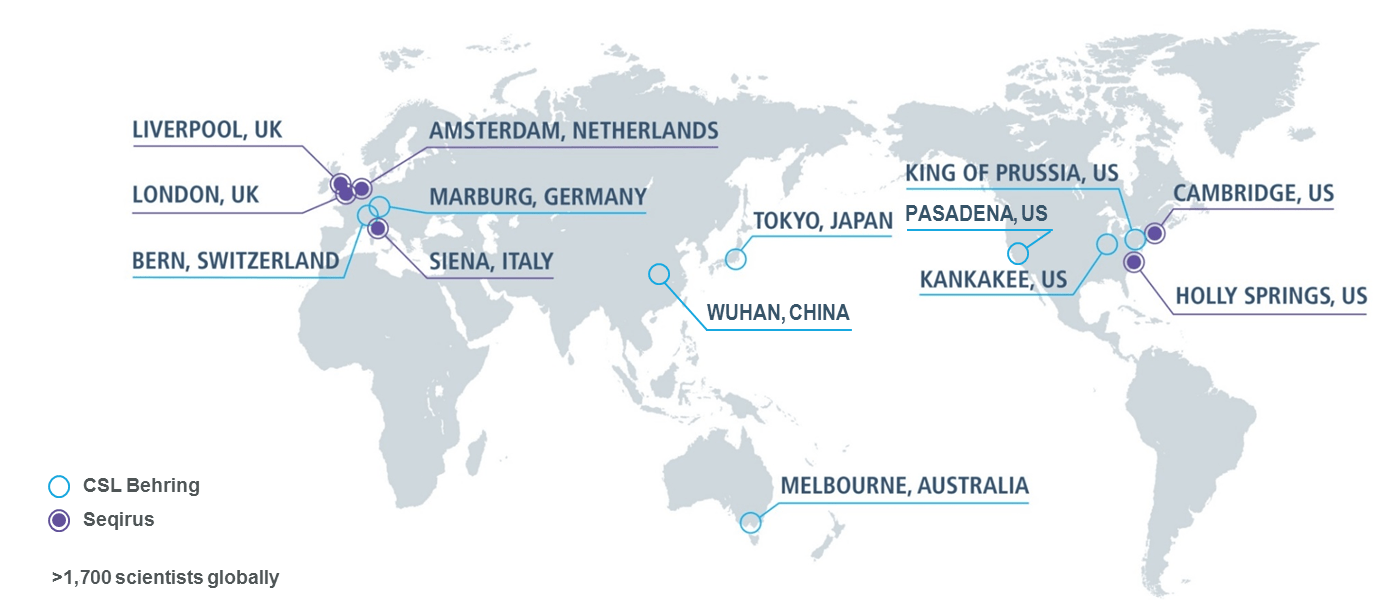 LIVERPOOL, UK
AMSTERDAM, NETHERLANDS
LONDON, UK
MARBURG, GERMANY
BERN, SWITZERLAND
SIENA, ITALY
TOKYO, JAPAN
WUHAN, CHINA
KING OF PRUSSIA, US
PASADENA, US
CAMBRIDGE, US
KANKAKEE, US
HOLLY SPRINGS, US
MELBOURNE, AUSTRALIA
CSL Behring
Seqirus
>1,700 scientists globally